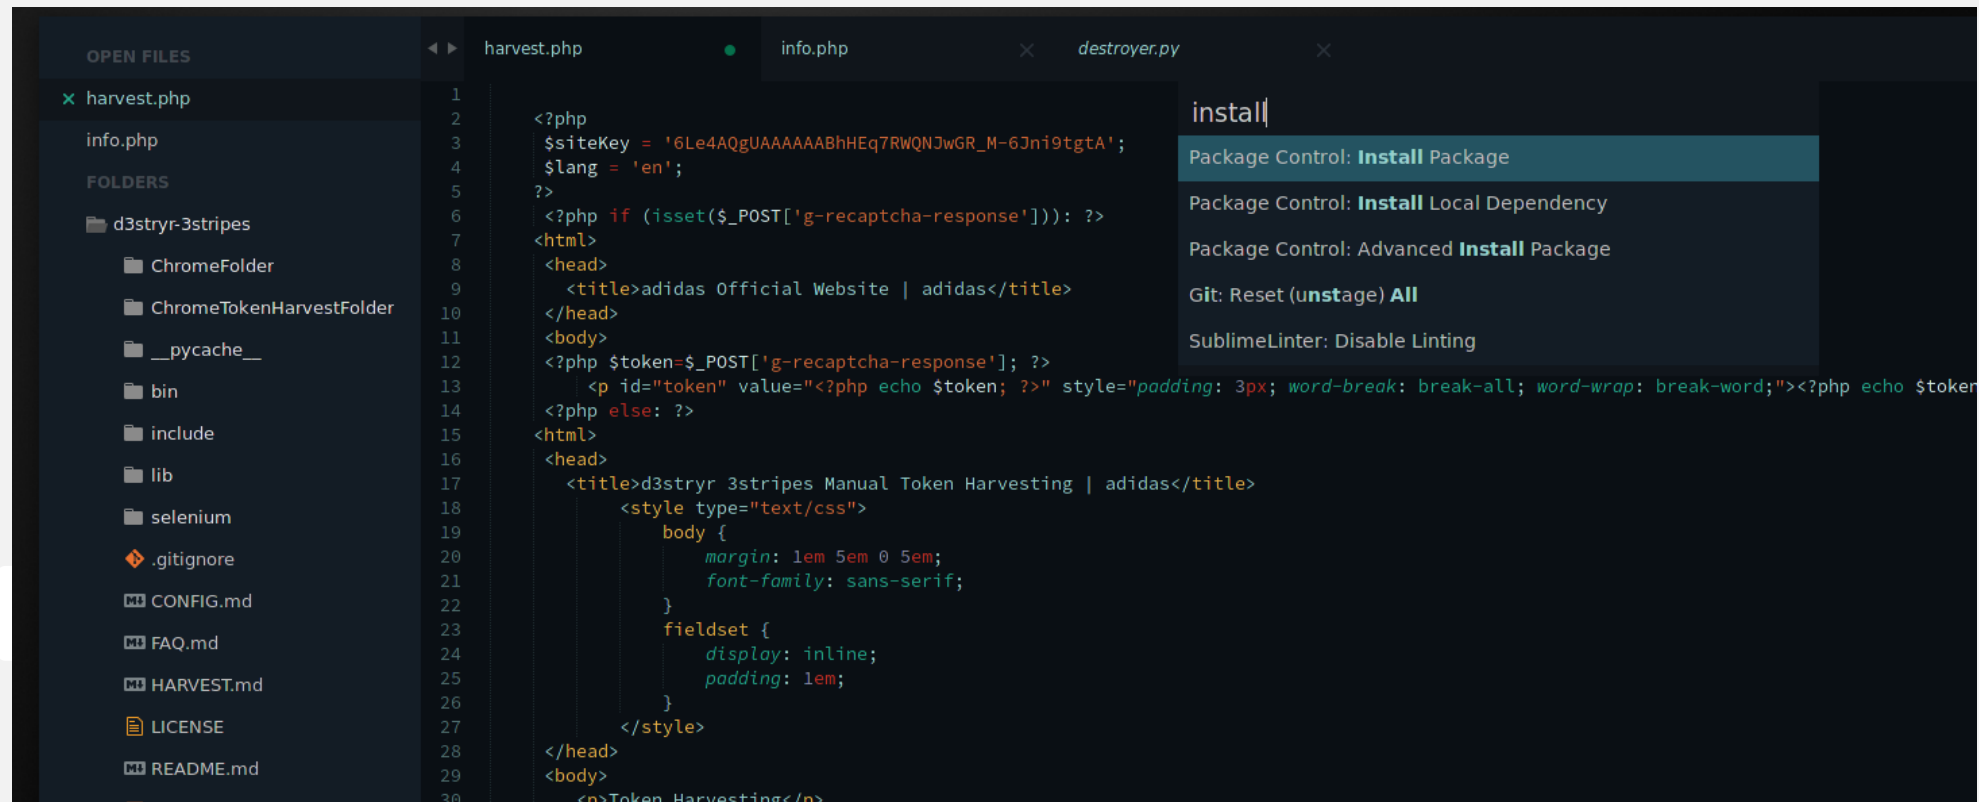 OPEN FILES
harvest.php
info.php
FOLDERS
d3stryr-3stripes
ChromeFolder
ChromeTokenHarvestFolder
__pycache__
bin
include
lib
selenium
.gitignore
CONFIG.md
FAQ.md
HARVEST.md
LICENSE
README.md
harvest.php info.php destroyer.py
install
Package Control: Install Package
Package Control: Install Local Dependency
Package Control: Advanced Install Package
Git: Reset (unstage) All
SublimeLinter: Disable Linting
1
2 <?php
3 $siteKey = '6Le4AQgUAAAAAABhHEq7RWQNJwGR_M-6Jni9tgtA';
4 $lang = 'en';
5 ?>
6 <?php if (isset($_POST['g-recaptcha-response'])): ?>
7 <html>
8 <head>
9 <title>adidas Official Website | adidas</title>
10 </head>
11 <body>
12 <?php $token=$_POST['g-recaptcha-response']; ?>
13 <p id="token" value="<?php echo $token; ?>" style="padding: 3px; word-break: break-all; word-wrap: break-word;"><?php echo $token
14 <?php else: ?>
15 <html>
16 <head>
17 <title>d3stryr 3stripes Manual Token Harvesting | adidas</title>
18 <style type="text/css">
19 body {
20 margin: 1em 5em 0 5em;
21 font-family: sans-serif;
22 }
23 fieldset {
24 display: inline;
25 padding: 1em;
26 }
27 </style>
28 </head>
29 <body>
30 <p>Token Harvesting</p>